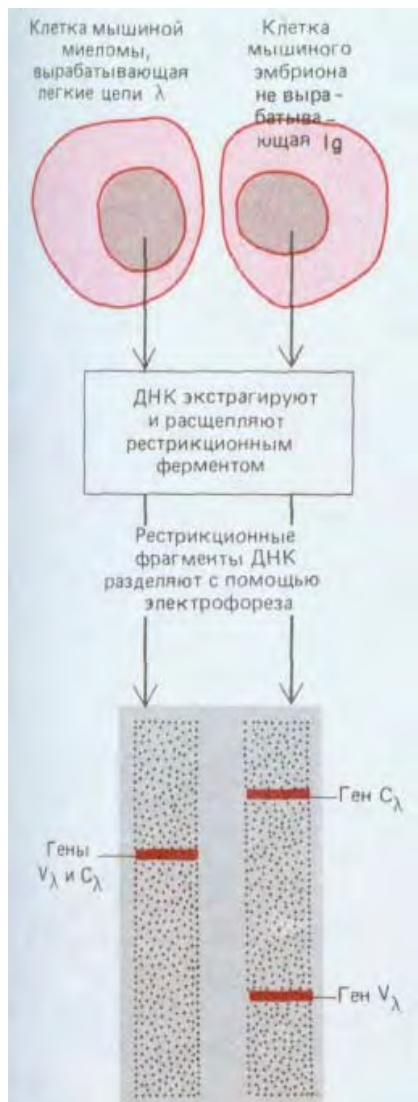 Клетка мышиной
миеломы,
вырабатывающая
легкие цепи λ
Клетка
мышиного
эмбриона
не выра-
батыва-
ющая Ig
ДНК экстрагируют
и расщепляют
рестрикционным
ферментом
Рестрикционные
фрагменты ДНК
разделяют с помощью
электрофореза
Ген Cλ
Гены
Vλ и Cλ
Ген Vλ